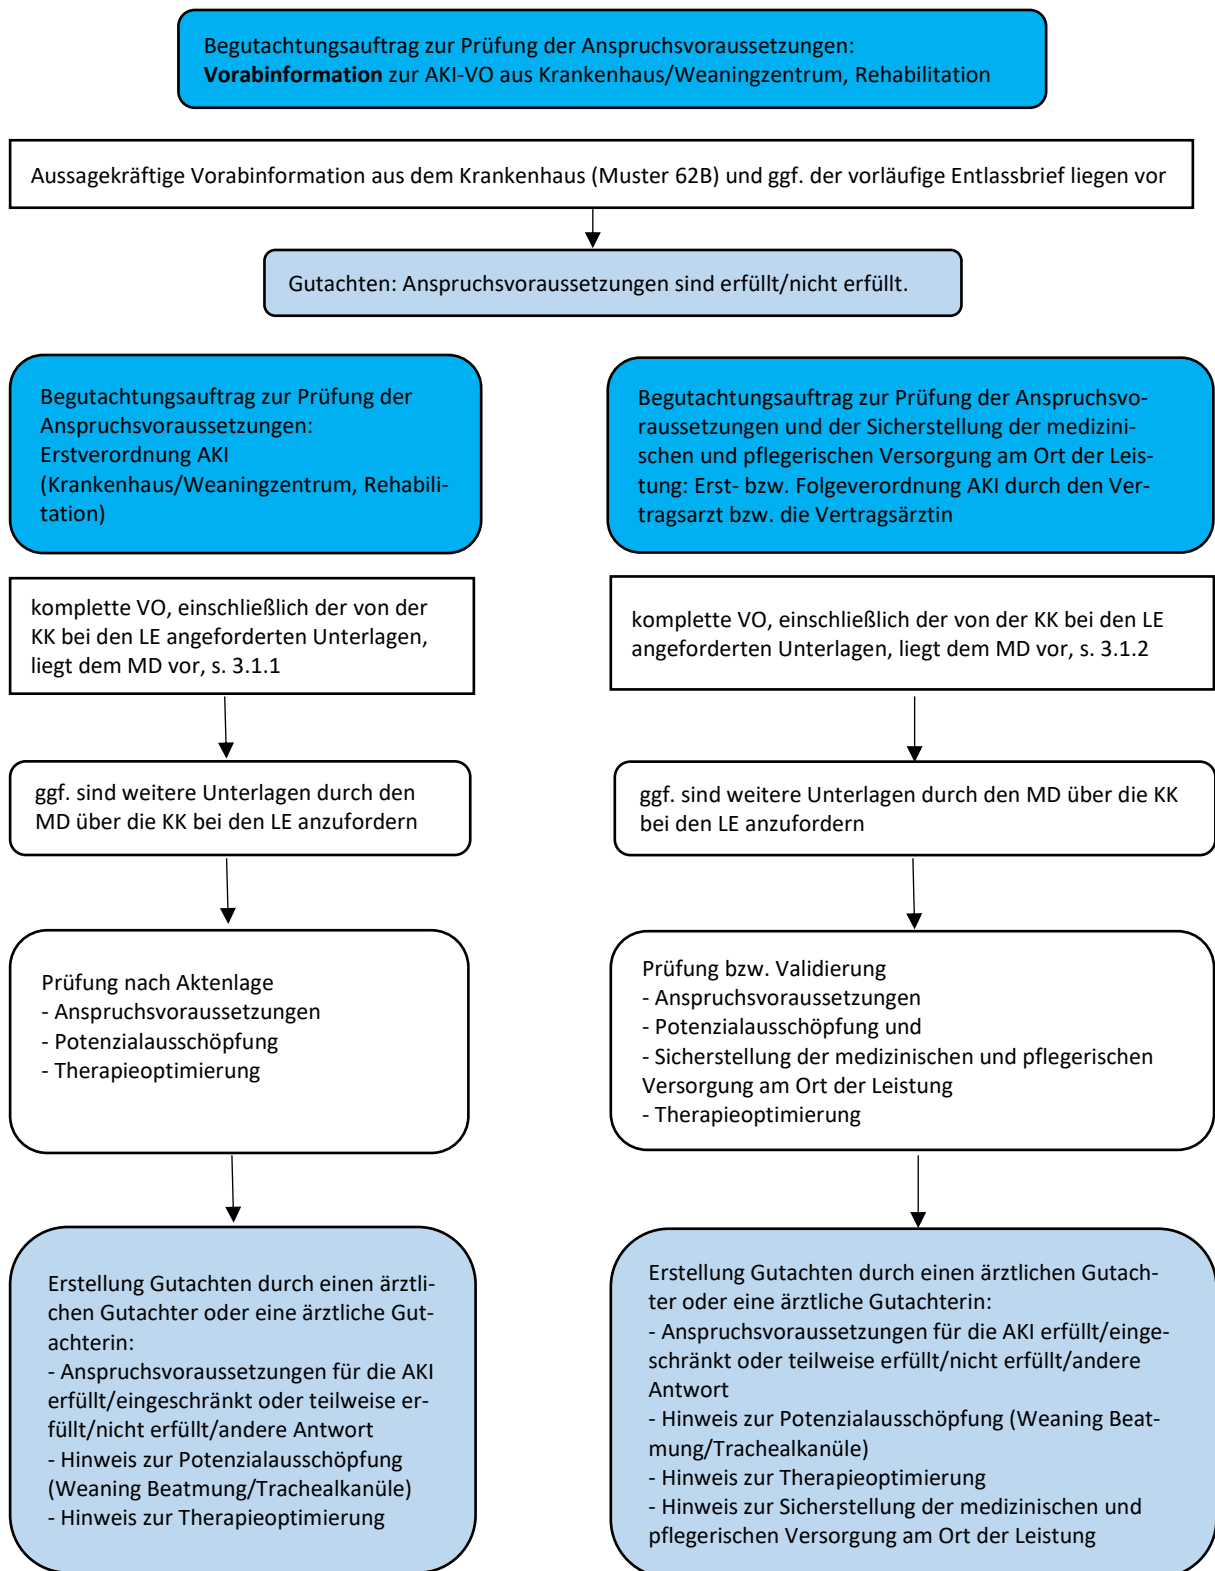 Begutachtungsauftrag zur Prüfung der Anspruchsvoraussetzungen:
Vorabinformation zur AKI-VO aus Krankenhaus/Weaningzentrum, Rehabilitation
Aussagekräftige Vorabinformation aus dem Krankenhaus (Muster 62B) und ggf. der vorläufige Entlassbrief liegen vor
Gutachten: Anspruchsvoraussetzungen sind erfüllt/nicht erfüllt.
Begutachtungsauftrag zur Prüfung der
Anspruchsvoraussetzungen:
Erstverordnung AKI
(Krankenhaus/Weaningzentrum, Rehabili-
tation)
komplette VO, einschließlich der von der
KK bei den LE angeforderten Unterlagen,
liegt dem MD vor, s. 3.1.1
ggf. sind weitere Unterlagen durch den
MD über die KK bei den LE anzufordern
Prüfung nach Aktenlage
- Anspruchsvoraussetzungen
- Potenzialausschöpfung
- Therapieoptimierung
Erstellung Gutachten durch einen ärztli-
chen Gutachter oder eine ärztliche Gut-
achterin:
- Anspruchsvoraussetzungen für die AKI
erfüllt/eingeschränkt oder teilweise er-
füllt/nicht erfüllt/andere Antwort
- Hinweis zur Potenzialausschöpfung
(Weaning Beatmung/Trachealkanüle)
- Hinweis zur Therapieoptimierung
Begutachtungsauftrag zur Prüfung der Anspruchsvo-
raussetzungen und der Sicherstellung der medizini-
schen und pflegerischen Versorgung am Ort der Leis-
tung: Erst- bzw. Folgeverordnung AKI durch den Ver-
tragsarzt bzw. die Vertragsärztin
komplette VO, einschließlich der von der KK bei den LE
angeforderten Unterlagen, liegt dem MD vor, s. 3.1.2
ggf. sind weitere Unterlagen durch den MD über die KK
bei den LE anzufordern
Prüfung bzw. Validierung
- Anspruchsvoraussetzungen
- Potenzialausschöpfung und
- Sicherstellung der medizinischen und pflegerischen
Versorgung am Ort der Leistung
- Therapieoptimierung
Erstellung Gutachten durch einen ärztlichen Gutach-
ter oder eine ärztliche Gutachterin:
- Anspruchsvoraussetzungen für die AKI erfüllt/einge-
schränkt oder teilweise erfüllt/nicht erfüllt/andere
Antwort
- Hinweis zur Potenzialausschöpfung (Weaning Beat-
mung/Trachealkanüle)
- Hinweis zur Therapieoptimierung
- Hinweis zur Sicherstellung der medizinischen und
pflegerischen Versorgung am Ort der Leistung